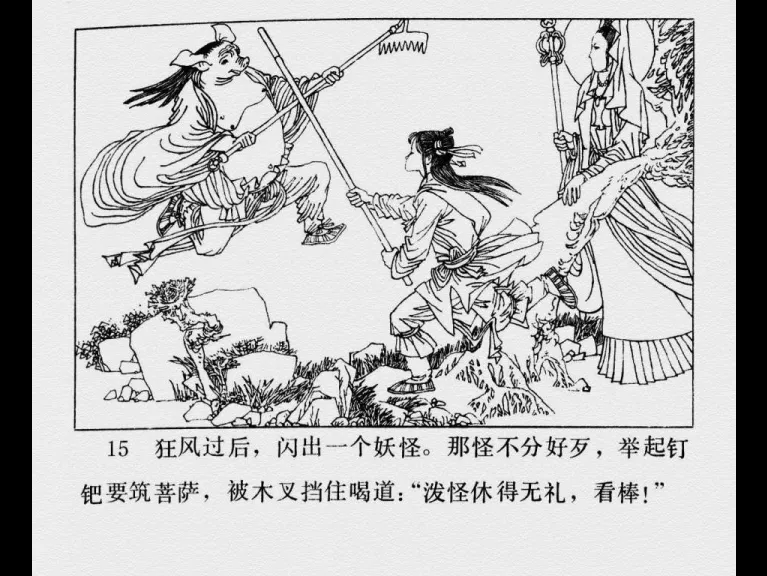 15 狂风过后，闪出一个妖怪。那怪不分好歹，举起钉
钯要筑菩萨，被木叉挡住喝道：“泼怪休得无礼，看棒！”